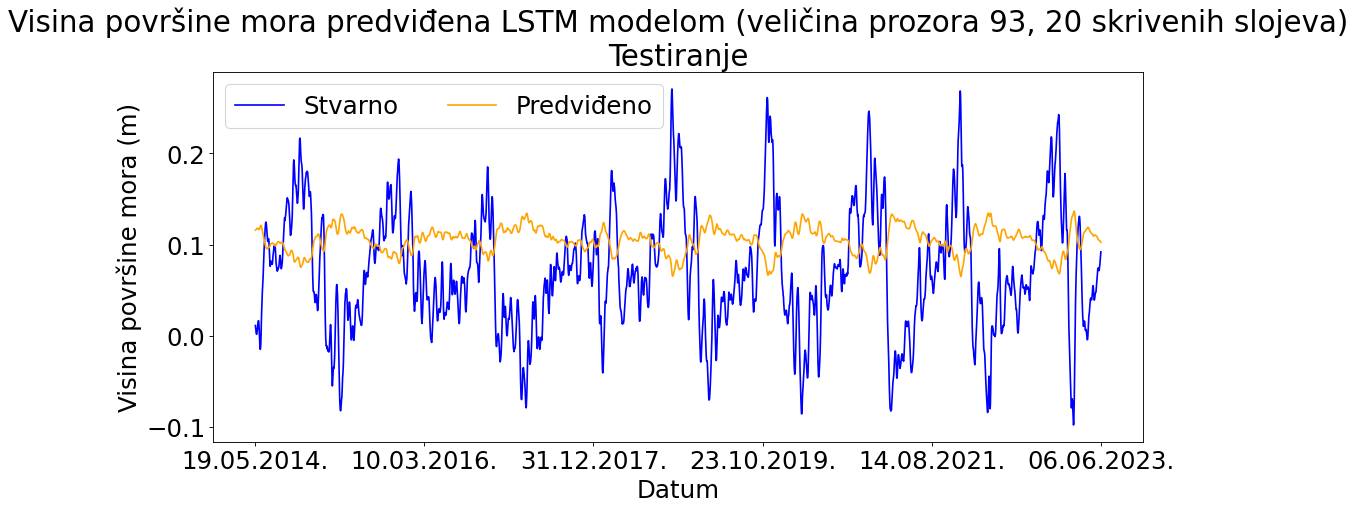 Visina površine mora predviđena LSTM modelom (veličina prozora 93, 20 skrivenih slojeva)
Testiranje
Stvarno
Predviđeno
Visina površine mora (m)
0.2
0.1
0.0
−0.1
19.05.2014.
10.03.2016.
31.12.2017.
23.10.2019.
14.08.2021.
06.06.2023.
Datum